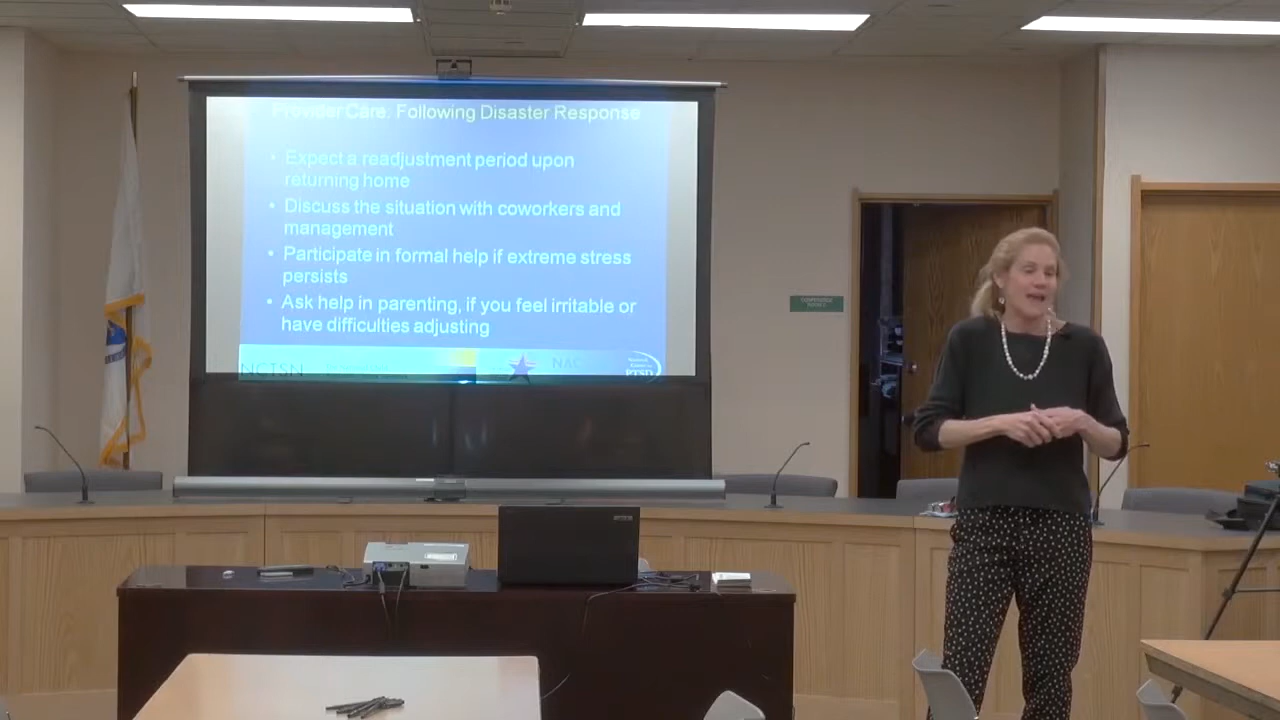 Provider Care: Following Disaster Response
• Expect a readjustment period upon
returning home
• Discuss the situation with coworkers and
management
• Participate in formal help if extreme stress
persists
• Ask help in parenting, if you feel irritable or
have difficulties adjusting
NCTSN
NAC
PTSD